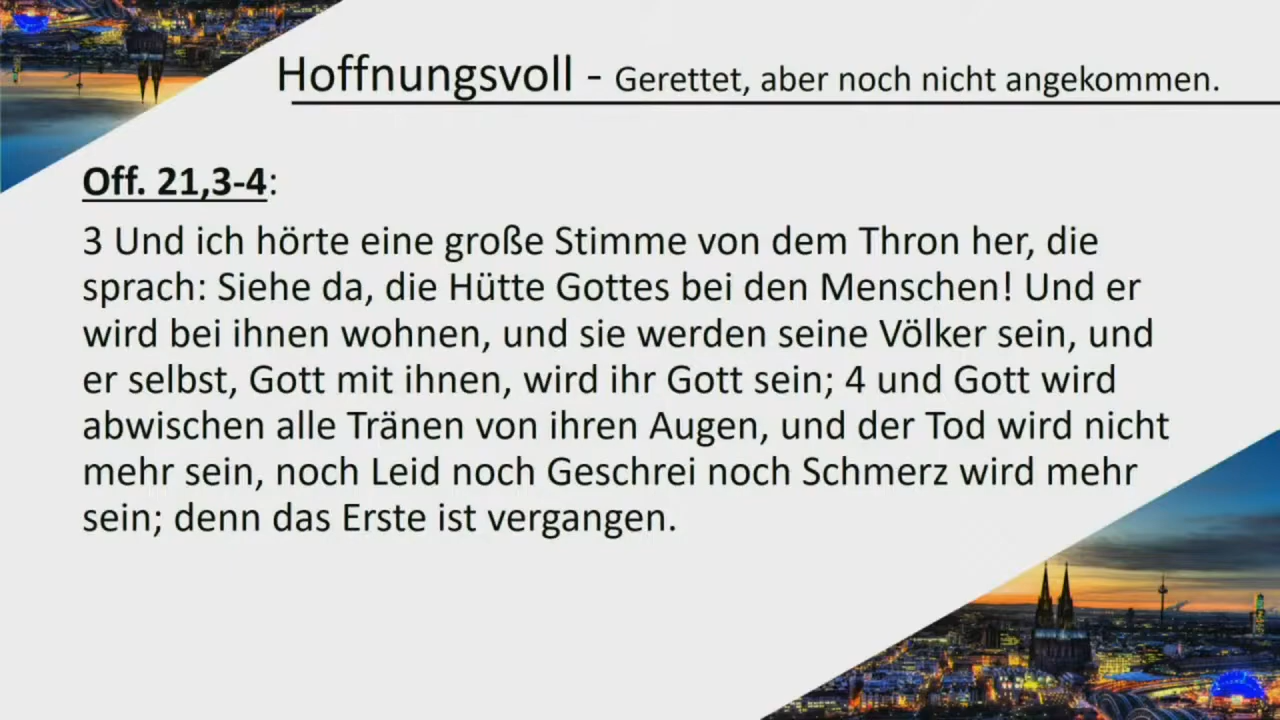 Hoffnungsvoll - Gerettet, aber noch nicht angekommen.
Off. 21,3-4:
3 Und ich hörte eine große Stimme von dem Thron her, die
sprach: Siehe da, die Hütte Gottes bei den Menschen! Und er
wird bei ihnen wohnen, und sie werden seine Völker sein, und
er selbst, Gott mit ihnen, wird ihr Gott sein; 4 und Gott wird
abwischen alle Tränen von ihren Augen, und der Tod wird nicht
mehr sein, noch Leid noch Geschrei noch Schmerz wird mehr
sein; denn das Erste ist vergangen.